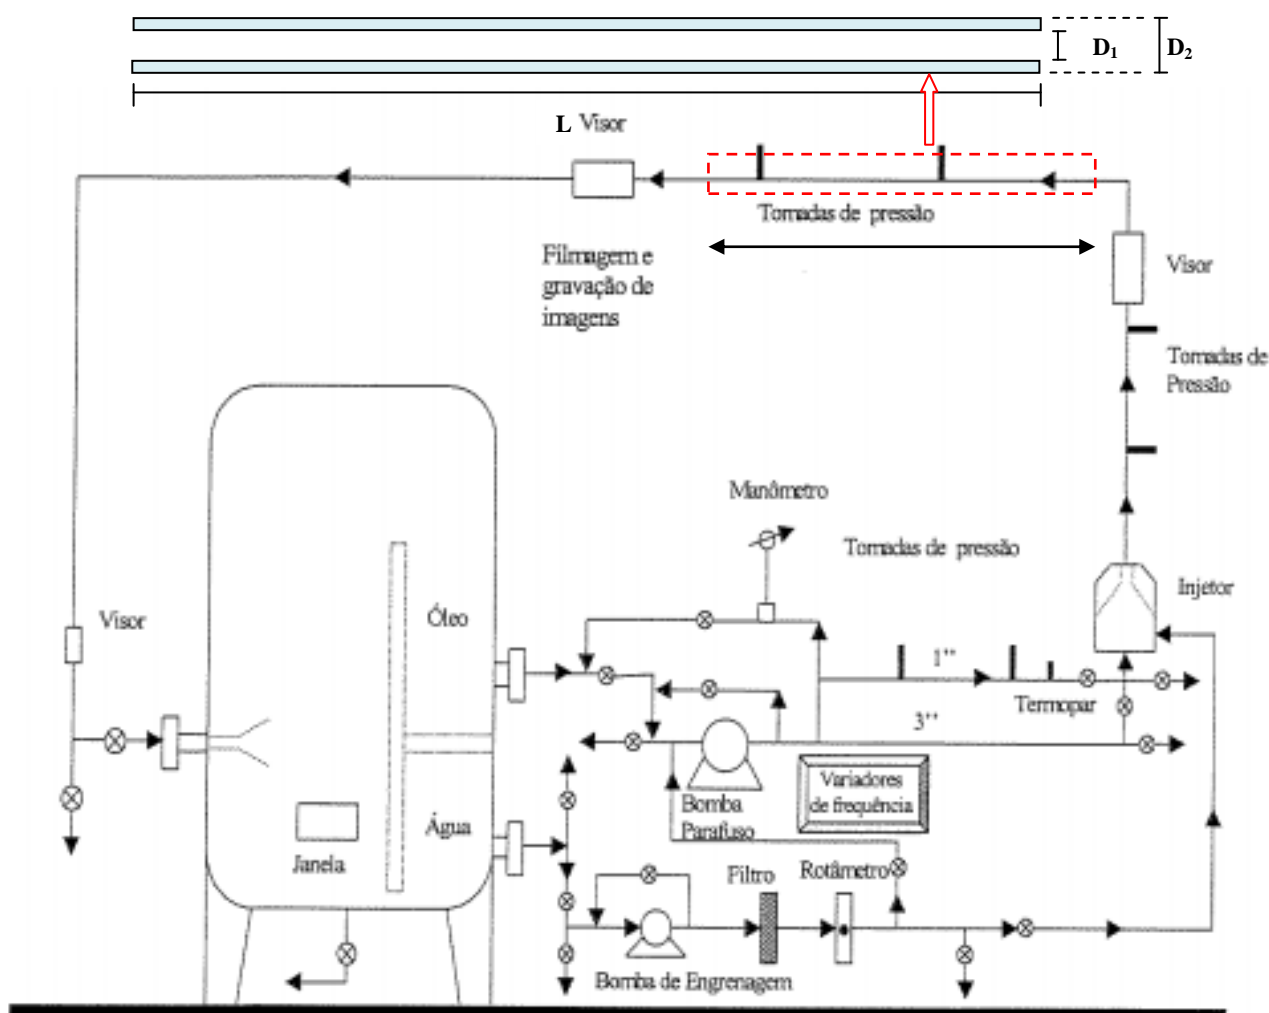 D₁ D₂
L Visor
Tomadas de pressão
Filmagem e
gravação de
imagens
Visor
Tomadas de
Pressão
Manômetro
Tomadas de pressão
Injetor
Visor
Óleo
1’’
Termopar
3’’
Variadores
de frequência
Bomba
Parafuso
Água
Janela
Filtro Rotâmetro
Bomba de Engrenagem